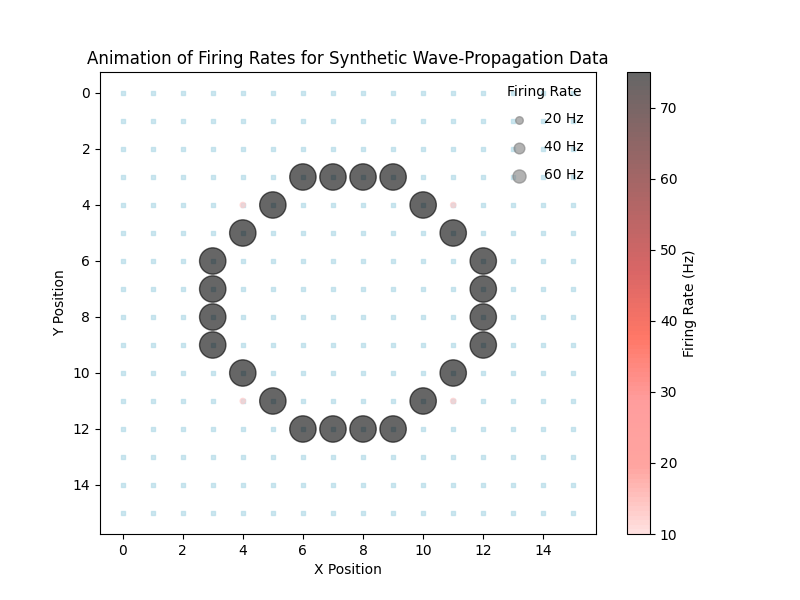 Animation of Firing Rates for Synthetic Wave-Propagation Data
Firing Rate
20 Hz
40 Hz
60 Hz
0
2
4
6
8
10
12
14
Y Position
0 2 4 6 8 10 12 14
X Position
70
60
50
40
30
20
10
Firing Rate (Hz)